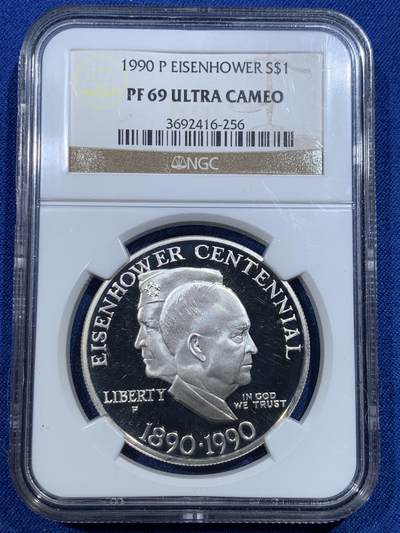 1990 P EISENHOWER S$1
PF 69 ULTRA CAMEO
3692416-256
NGC
EISENHOWER CENTENNIAL
LIBERTY
P
IN GOD
WE TRUST
1890·1990